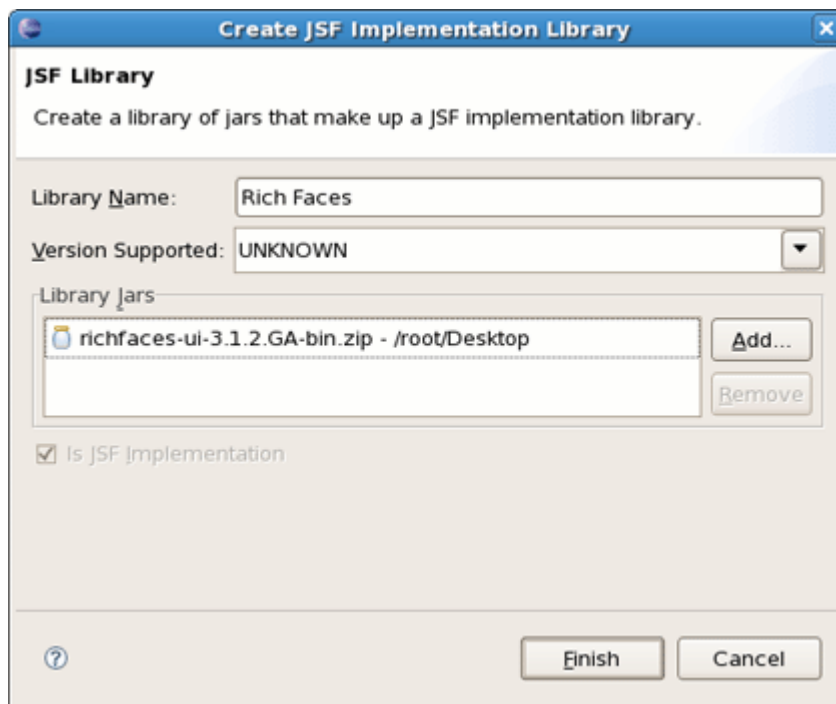 Create JSF Implementation Library
JSF Library
Create a library of jars that make up a JSF implementation library.
Library Name: Rich Faces
Version Supported: UNKNOWN
Library Jars
richfaces-ui-3.1.2.GA-bin.zip - /root/Desktop
Add...
Remove
Is JSF Implementation
Finish Cancel